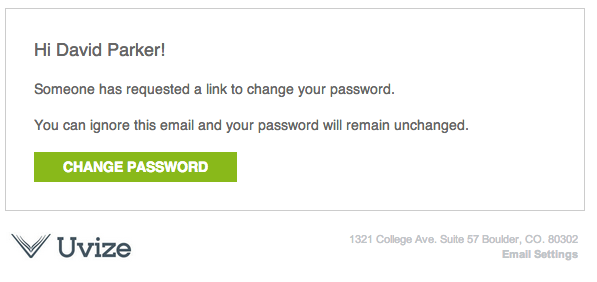 Hi David Parker!
Someone has requested a link to change your password.
You can ignore this email and your password will remain unchanged.
CHANGE PASSWORD
Uvize
1321 College Ave. Suite 57 Boulder, CO. 80302
Email Settings